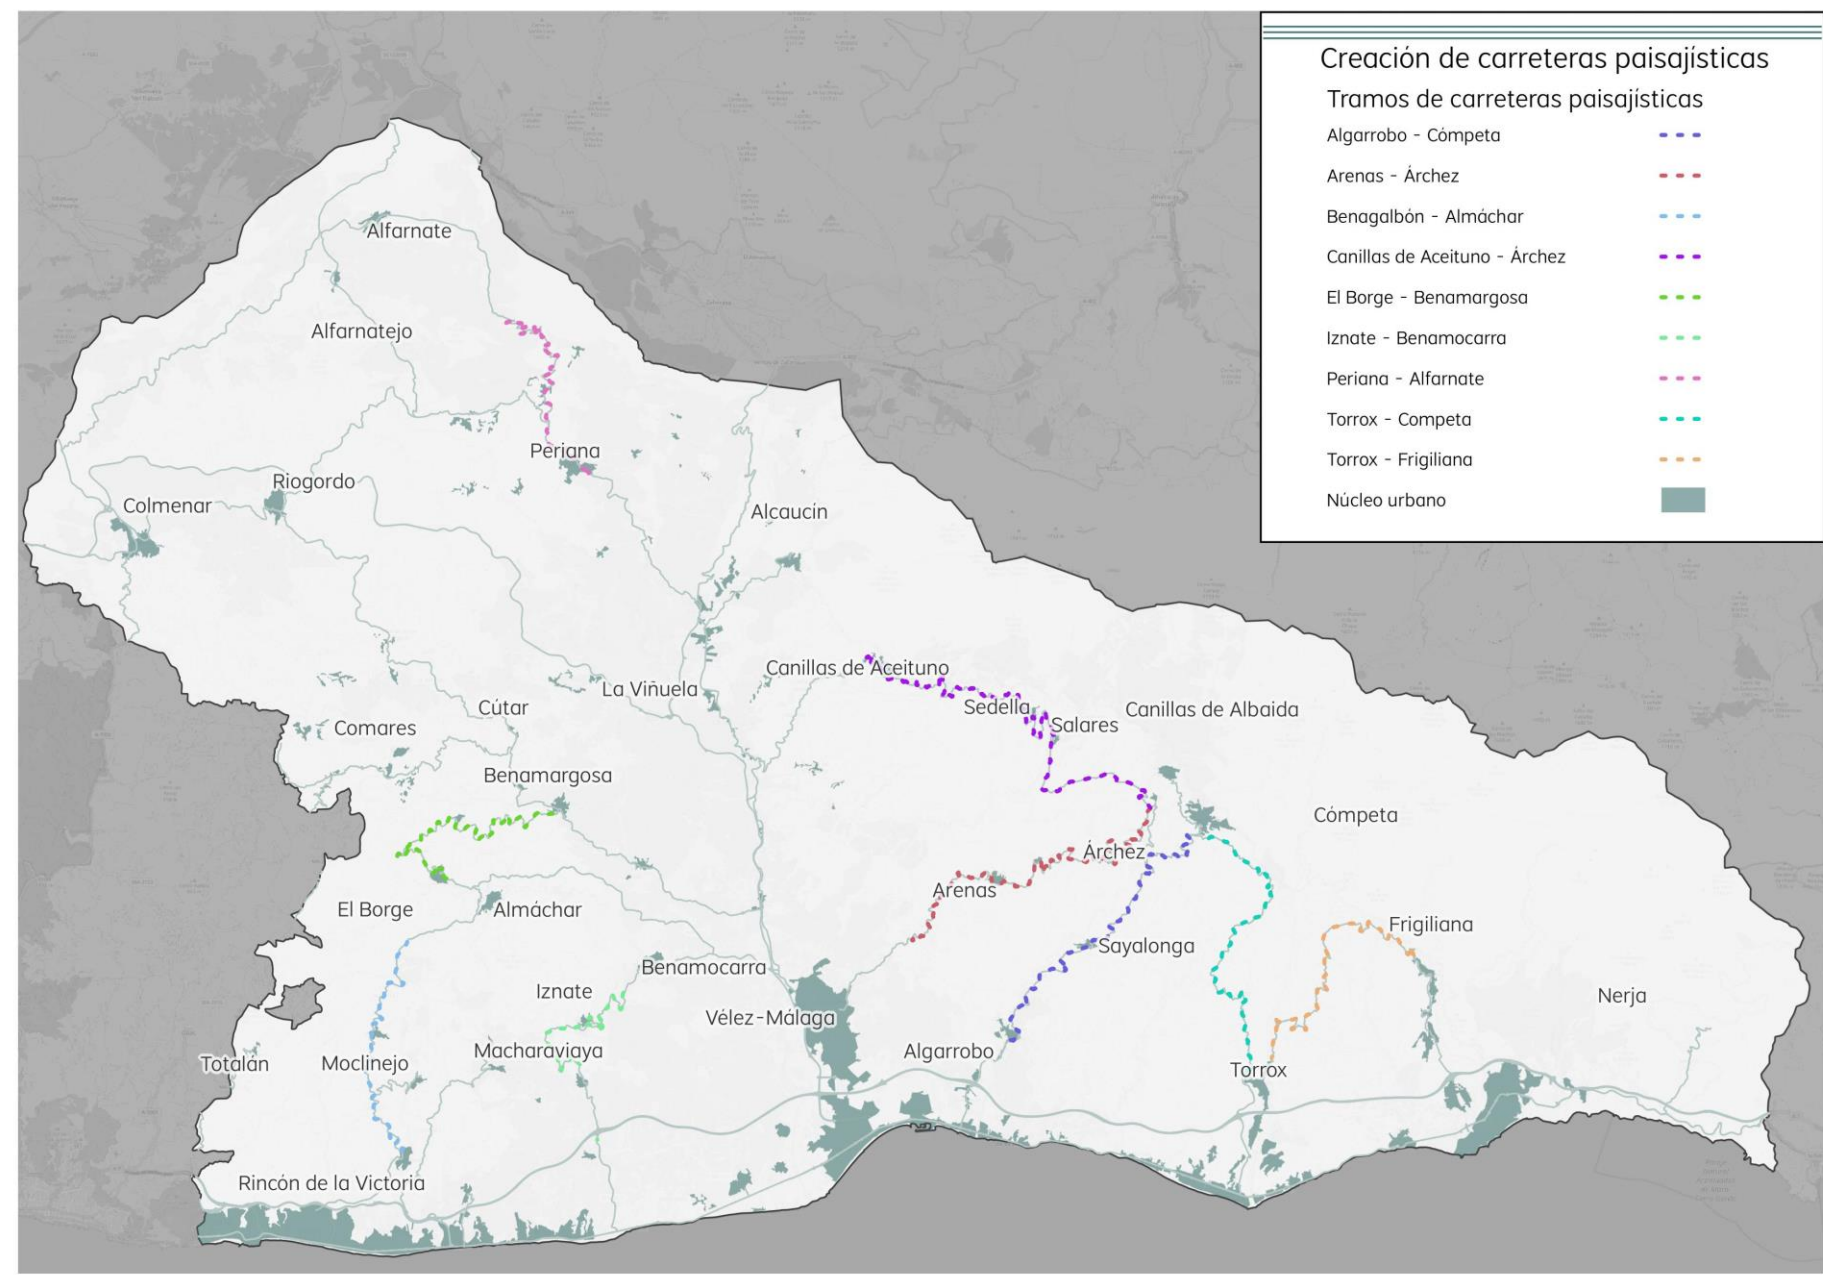 Creación de carreteras paisajísticas
Tramos de carreteras paisajísticas
Algarrobo - Cómpeta
Arenas - Árchez
Benagalbón - Almáchar
Canillas de Aceituno - Árchez
El Borge - Benamargosa
Iznate - Benamocarra
Periana - Alfarnate
Torrox - Competa
Torrox - Frigiliana
Núcleo urbano
Alfarnate
Alfarnatejo
Periana
Riogordo
Colmenar
Alcaucín
Canillas de Aceituno
La Viñuela
Sedella
Cútar
Canillas de Albaida
Salares
Comares
Benamargosa
Cómpeta
Árchez
Arenas
El Borge
Almáchar
Frigiliana
Sayalonga
Benamocarra
Iznate
Nerja
Vélez-Málaga
Macharaviaya
Algarrobo
Totalán
Moclinejo
Torrox
Rincón de la Victoria